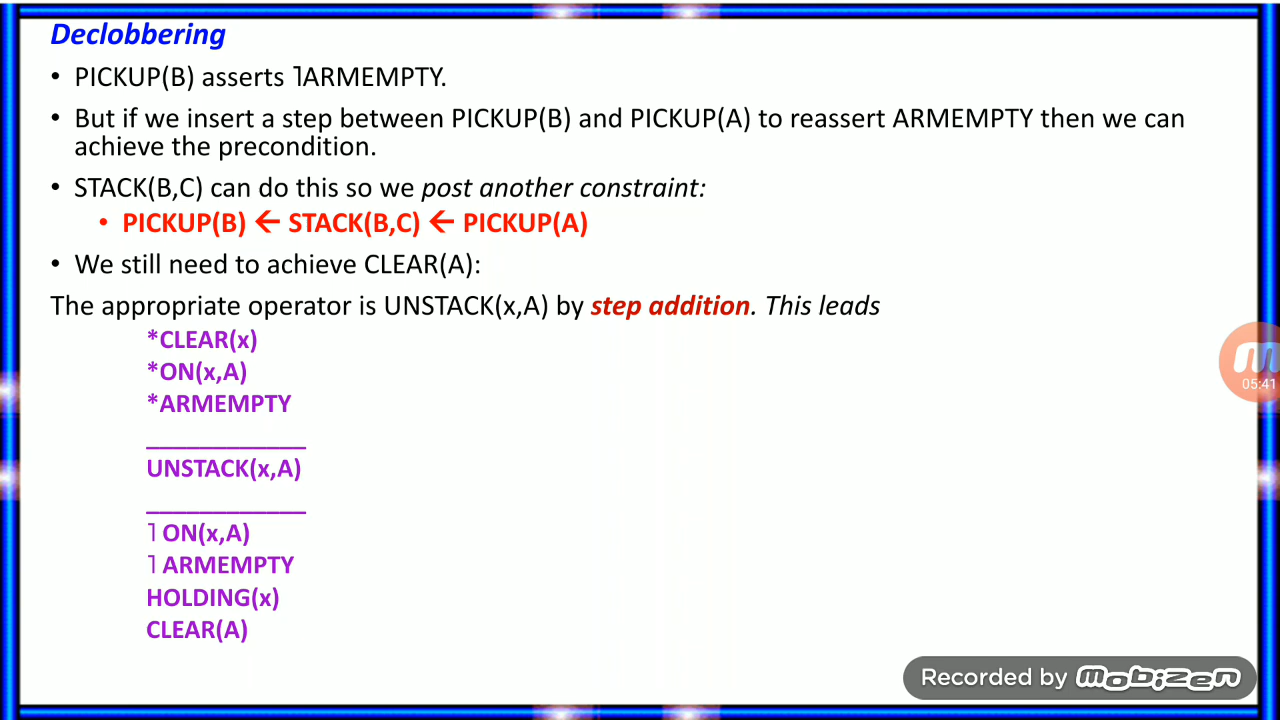 Declobbering
• PICKUP(B) asserts ┐ARMEMPTY.
• But if we insert a step between PICKUP(B) and PICKUP(A) to reassert ARMEMPTY then we can
achieve the precondition.
• STACK(B,C) can do this so we post another constraint:
• PICKUP(B) ← STACK(B,C) ← PICKUP(A)
• We still need to achieve CLEAR(A):
The appropriate operator is UNSTACK(x,A) by step addition. This leads
*CLEAR(x)
*ON(x,A)
*ARMEMPTY
____________
UNSTACK(x,A)
____________
┐ON(x,A)
┐ARMEMPTY
HOLDING(x)
CLEAR(A)
05:41
Recorded by mobizen